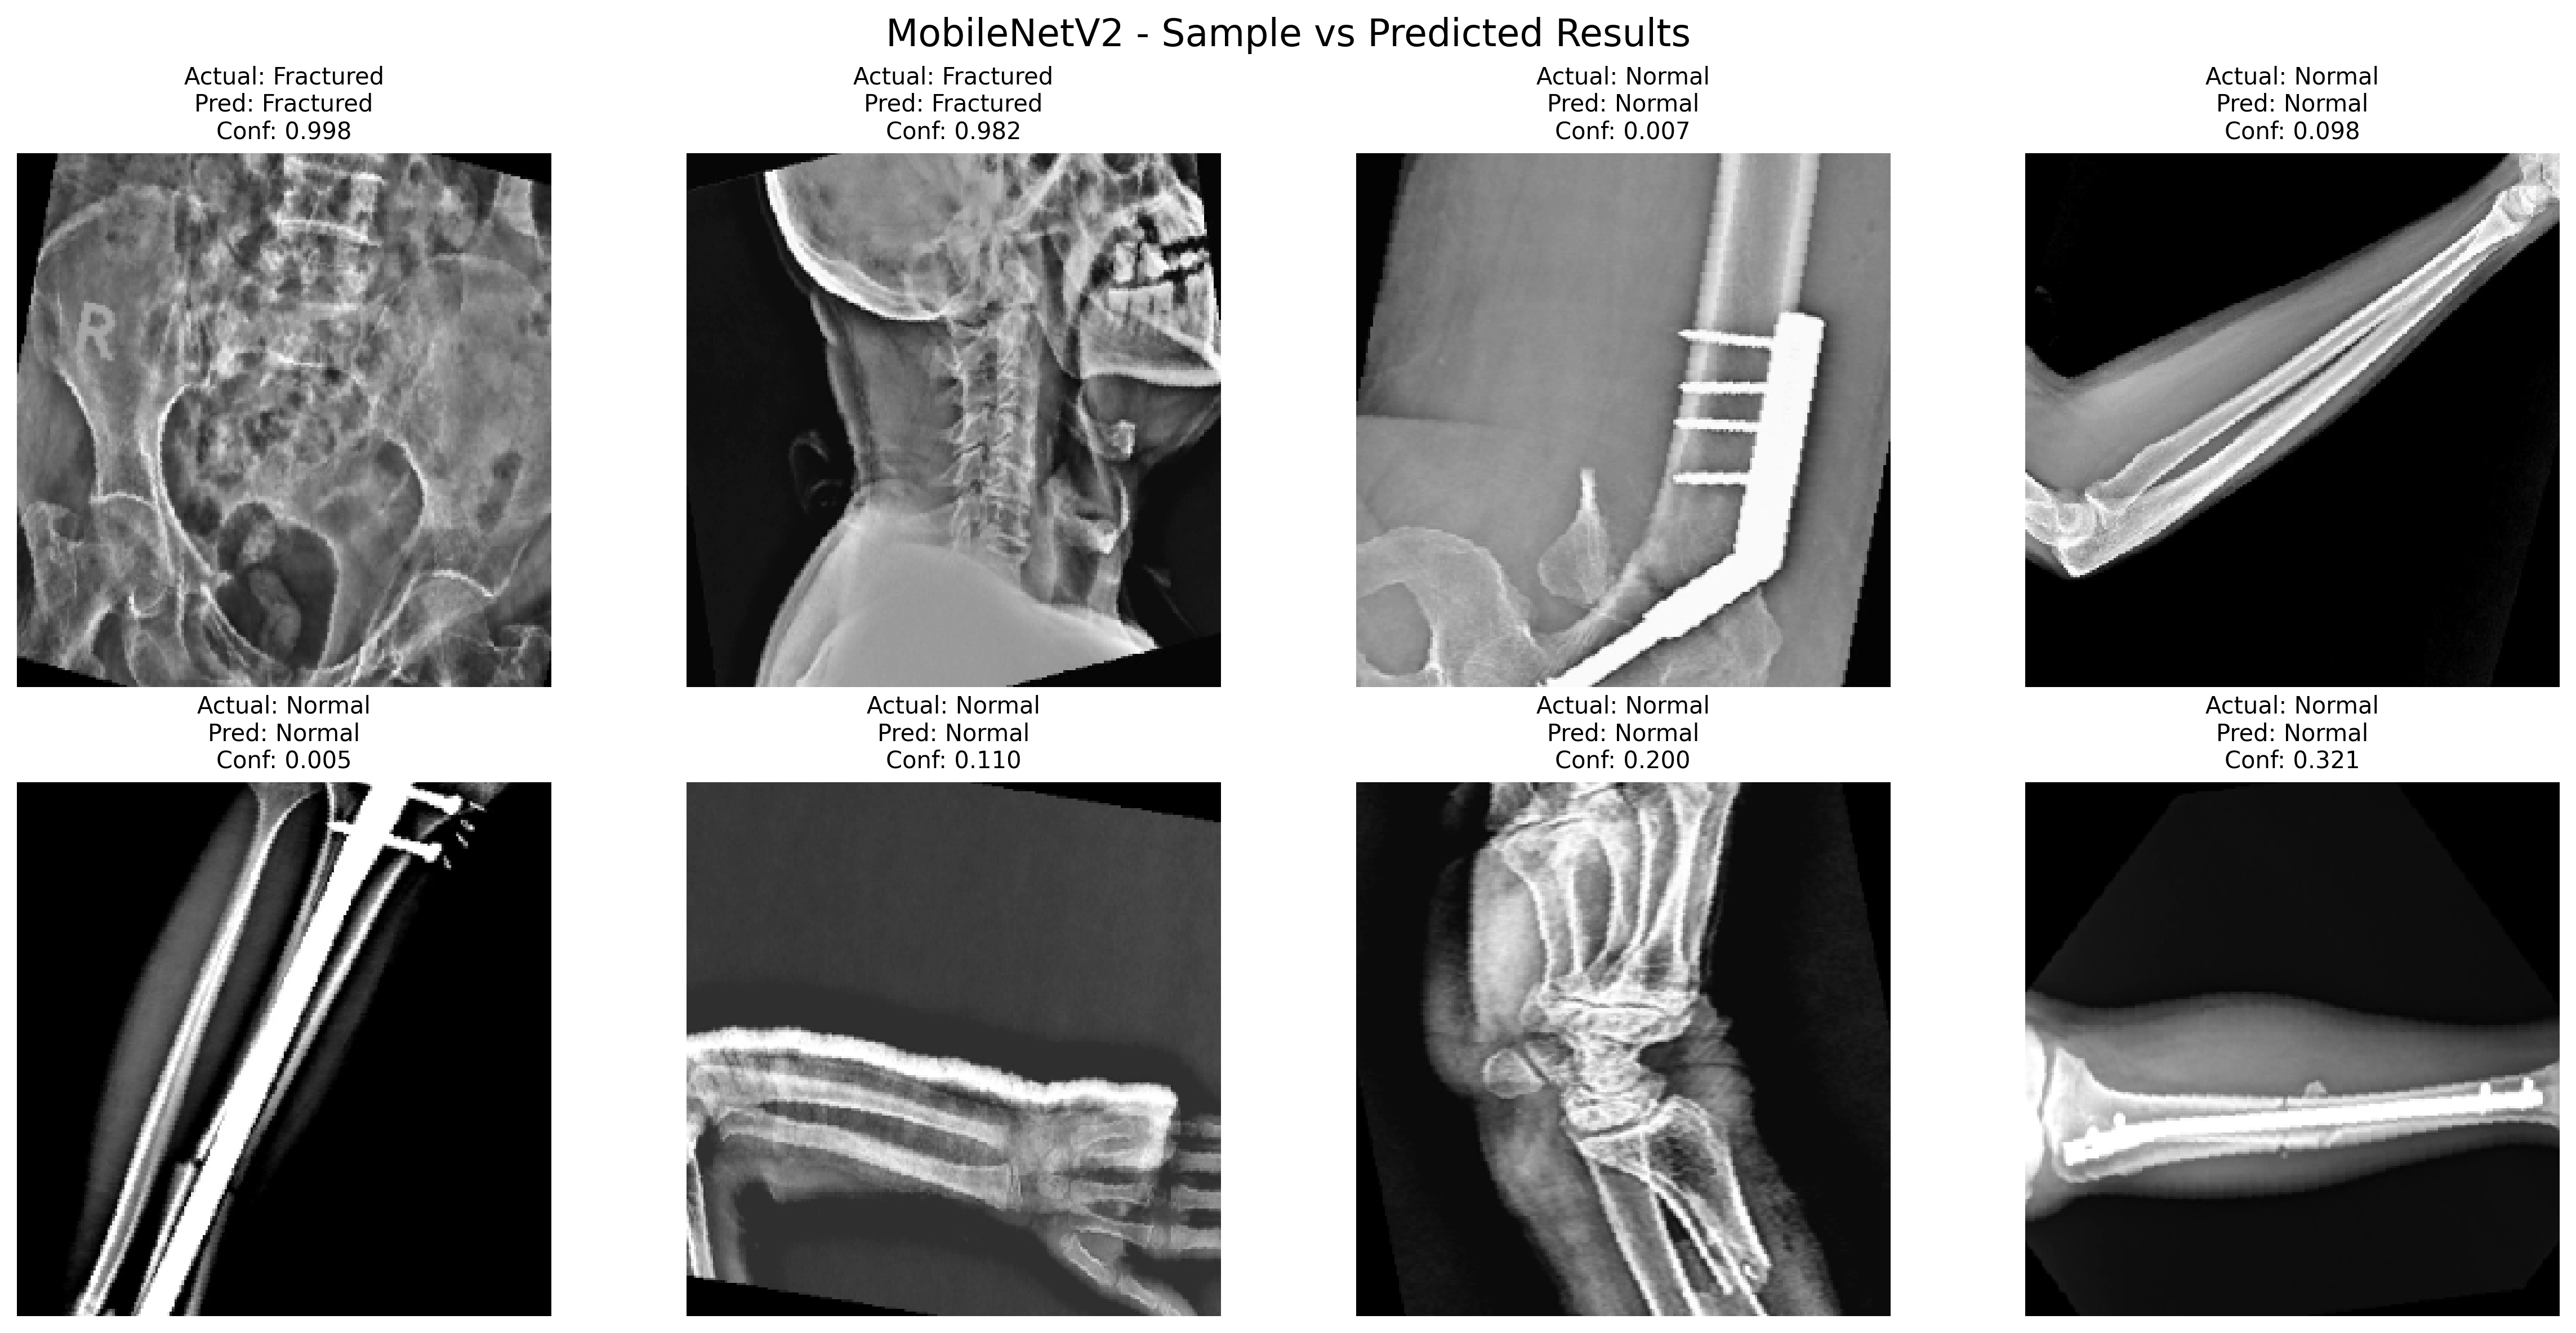 MobileNetV2 - Sample vs Predicted Results
Actual: Fractured
Pred: Fractured
Conf: 0.998
Actual: Fractured
Pred: Fractured
Conf: 0.982
Actual: Normal
Pred: Normal
Conf: 0.007
Actual: Normal
Pred: Normal
Conf: 0.098
R
Actual: Normal
Pred: Normal
Conf: 0.005
Actual: Normal
Pred: Normal
Conf: 0.110
Actual: Normal
Pred: Normal
Conf: 0.200
Actual: Normal
Pred: Normal
Conf: 0.321